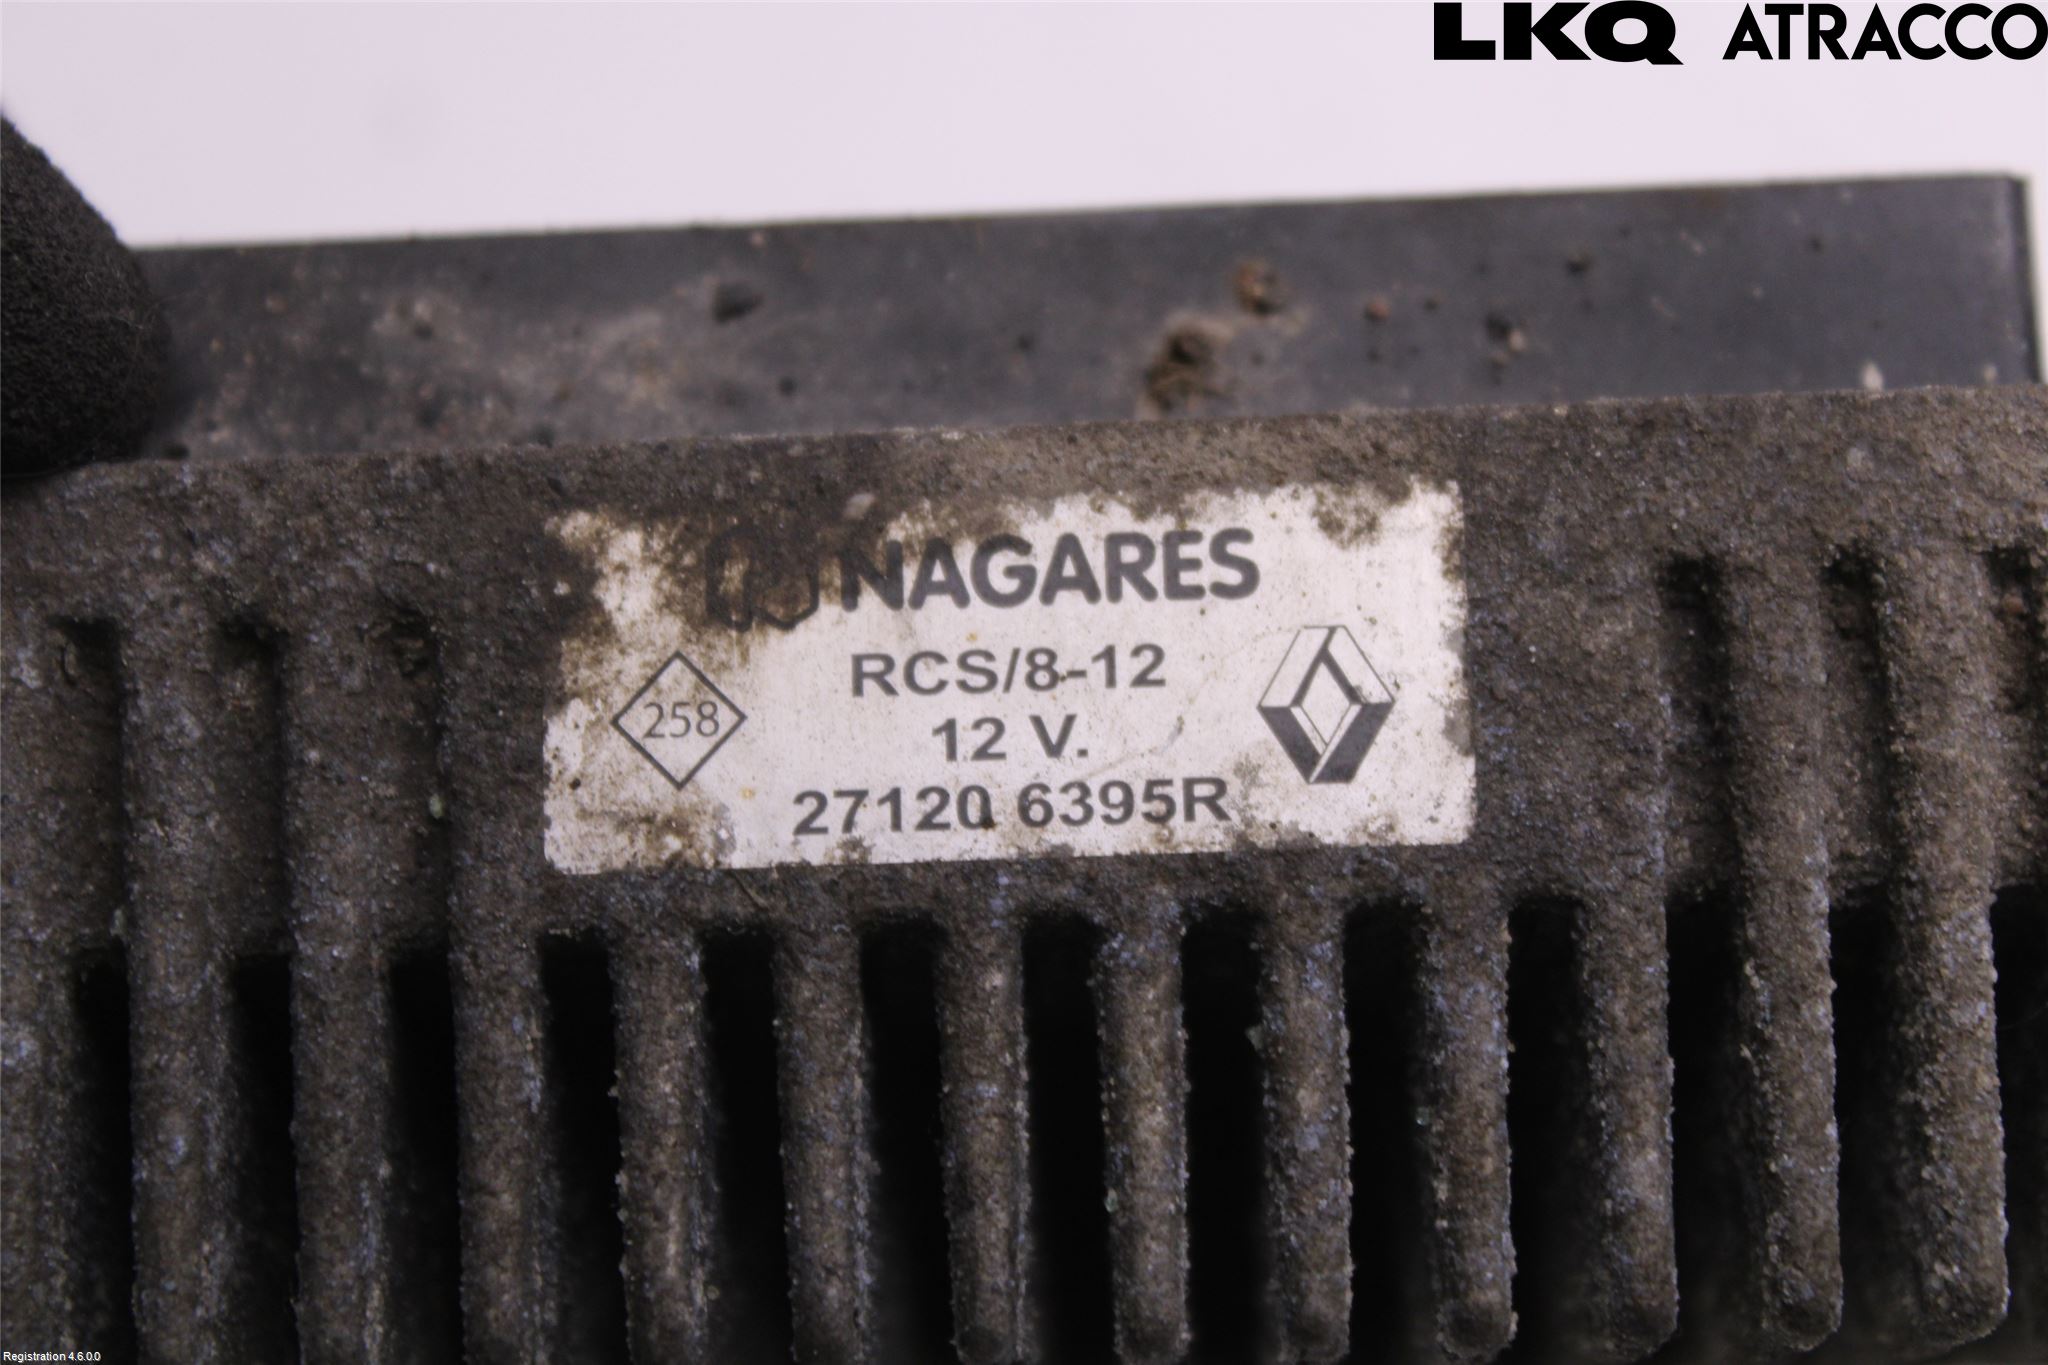 LKQ ATRACCO
NAGARES
RCS/8-12
258
12 V.
27120 6395R
Registration 4.6.0.0